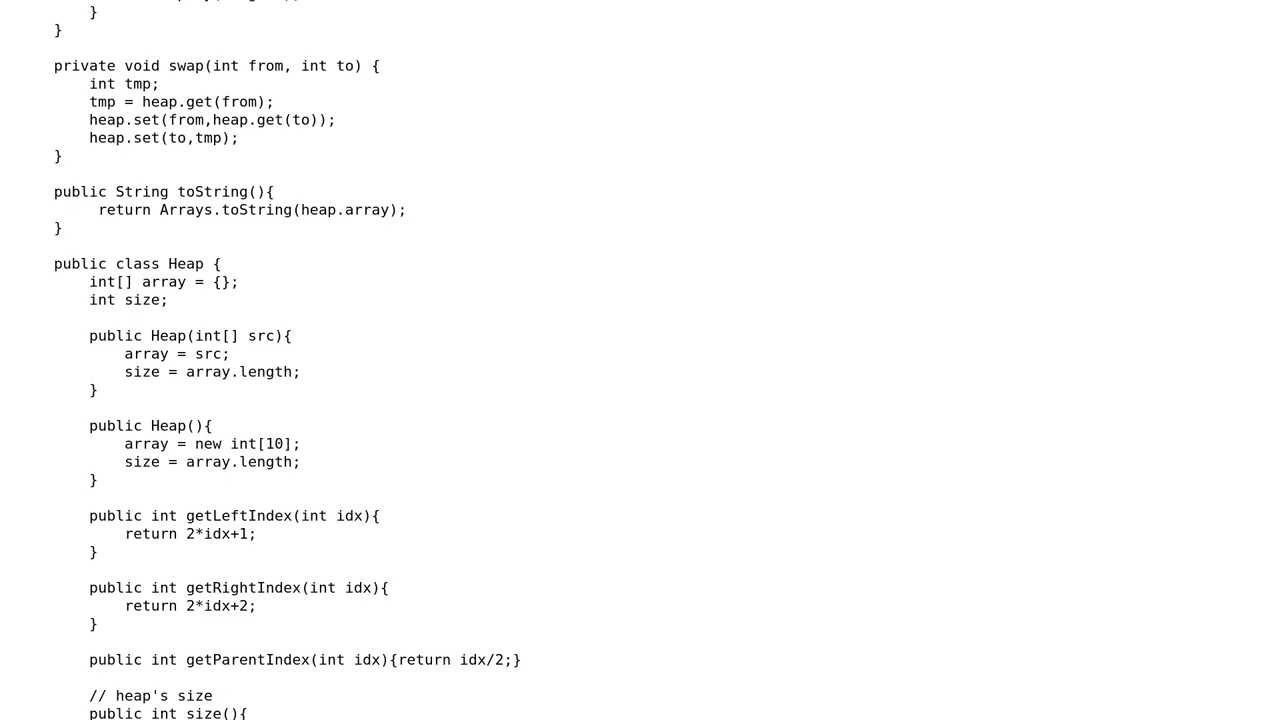 }
}
private void swap(int from, int to) {
int tmp;
tmp = heap.get(from);
heap.set(from,heap.get(to));
heap.set(to,tmp);
}
public String toString(){
return Arrays.toString(heap.array);
}
public class Heap {
int[] array = {};
int size;
public Heap(int[] src){
array = src;
size = array.length;
}
public Heap(){
array = new int[10];
size = array.length;
}
public int getLeftIndex(int idx){
return 2*idx+1;
}
public int getRightIndex(int idx){
return 2*idx+2;
}
public int getParentIndex(int idx){return idx/2;}
// heap's size
public int size(){